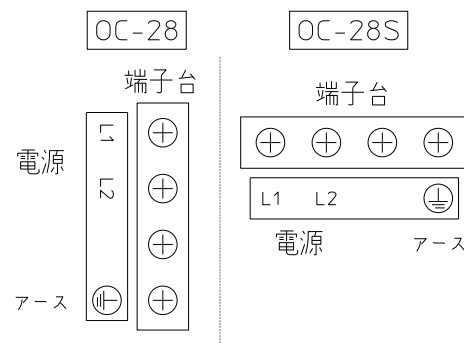 OC-28
端子台
電源
L1
L2
アース
OC-28S
端子台
L1 L2
電源
アース